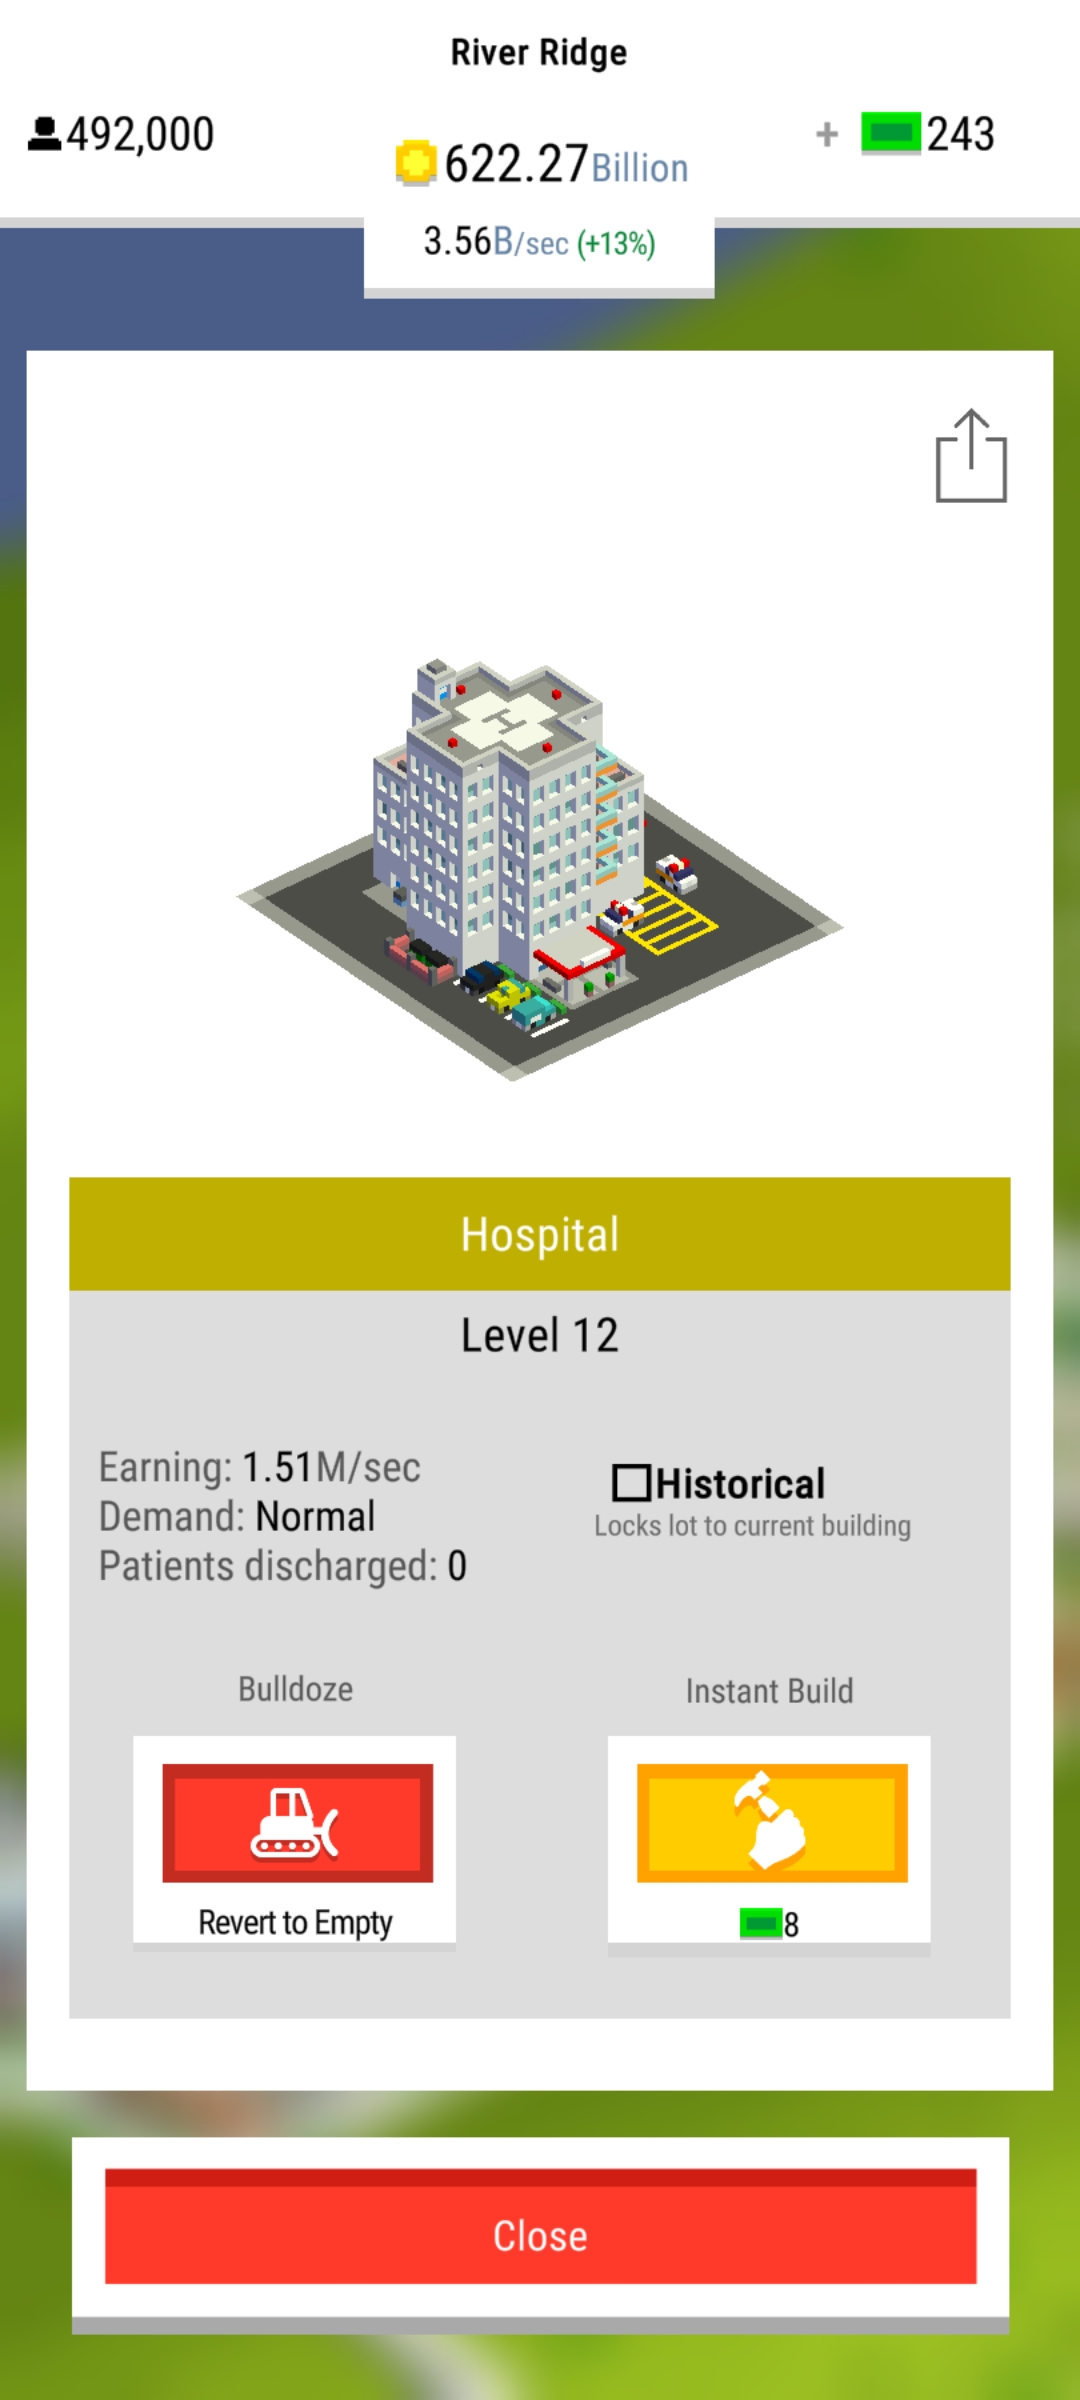 River Ridge
492,000
622.27Billion
+ 243
3.56B/sec (+13%)
H
Hospital
Level 12
Earning: 1.51M/sec
Demand: Normal
Patients discharged: 0
Historical
Locks lot to current building
Bulldoze
Instant Build
Revert to Empty
8
Close